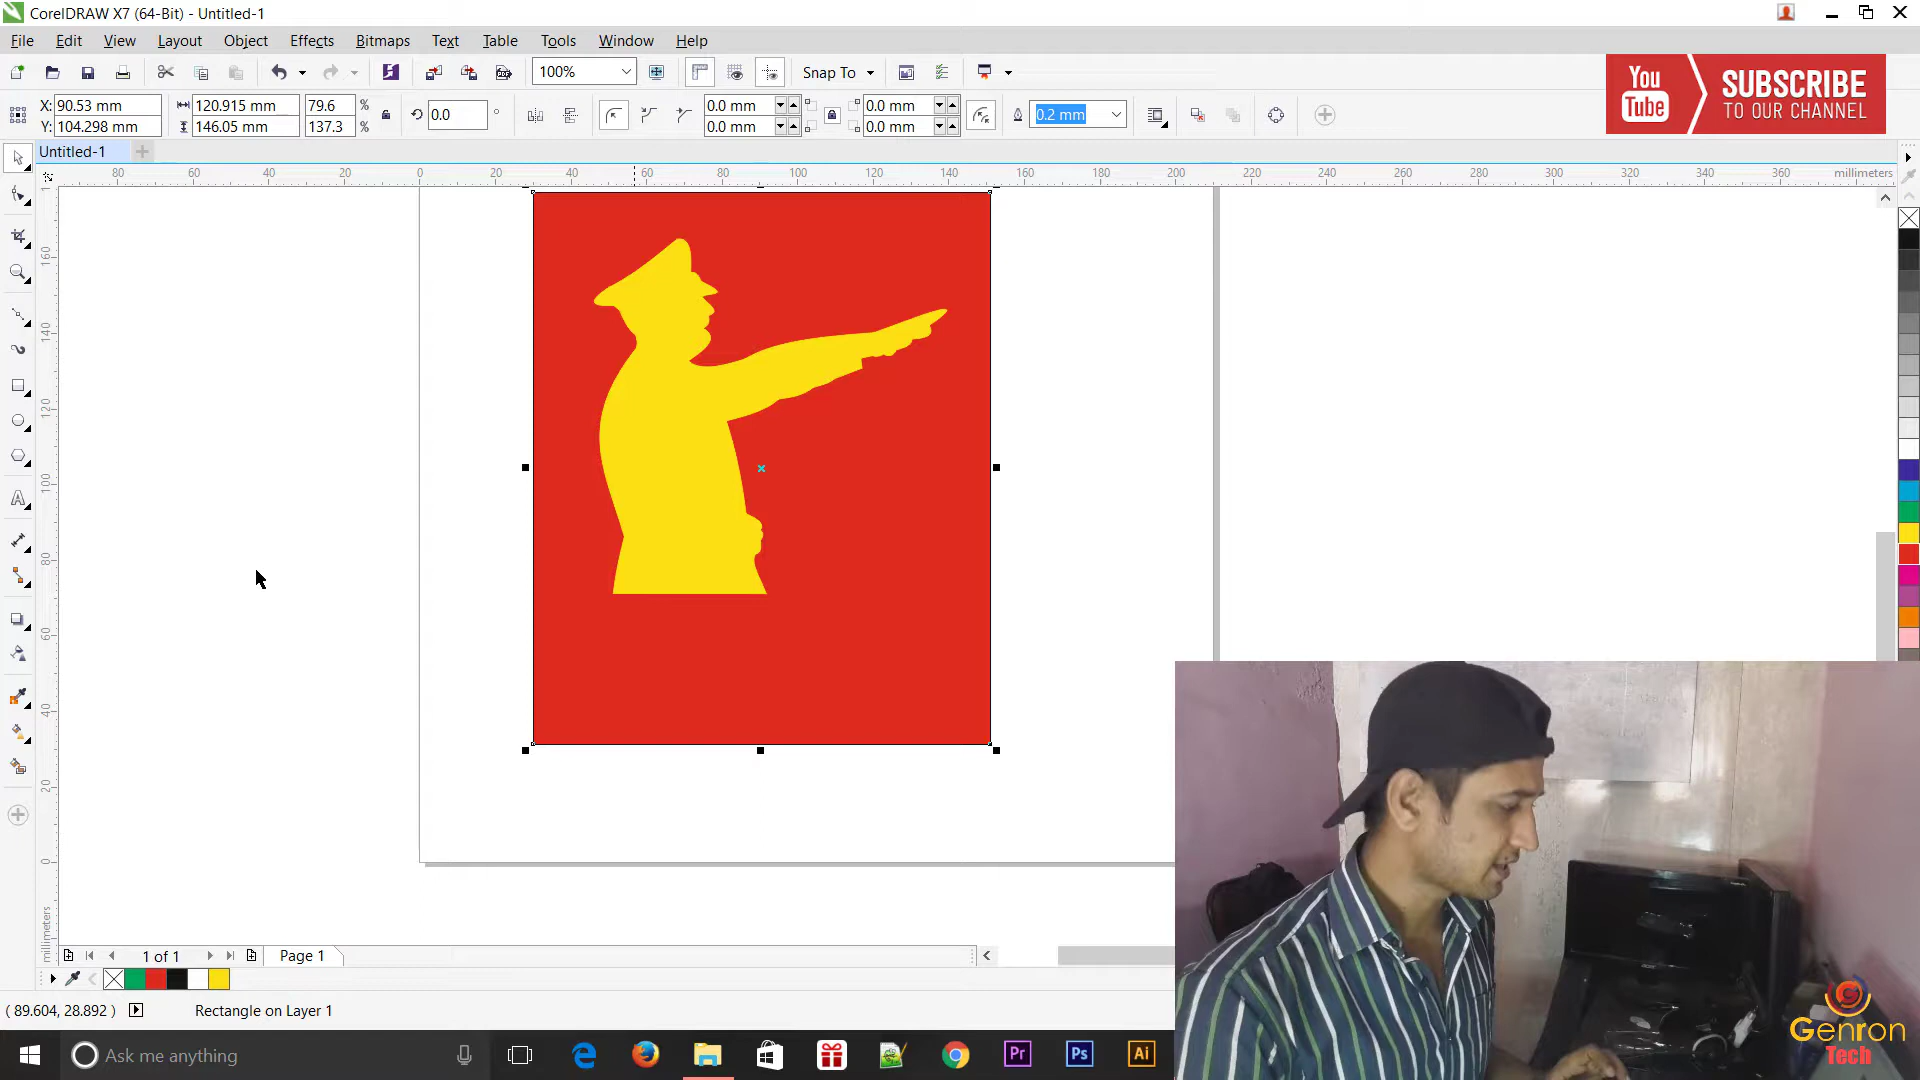 CorelDRAW X7 (64-Bit) - Untitled-1
File Edit View Layout Object Effects Bitmaps Text Table Tools Window Help
100% Snap To
You Tube SUBSCRIBE TO OUR CHANNEL
X: 90.53 mm 120.915 mm 79.6 % 0.0 ° 0.0 mm 0.0 mm 0.2 mm
Y: 104.298 mm 146.05 mm 137.3 % 0.0 mm 0.0 mm
Untitled-1
80 60 40 20 0 20 40 60 80 100 120 140 160 180 200 220 240 260 280 300 320 340 360 millimeters
160
140
120
100
80
60
40
20
0
millimeters
1 of 1 Page 1
( 89.604, 28.892 ) Rectangle on Layer 1
Ask me anything
Pr Ps Ai
Genron
Tech